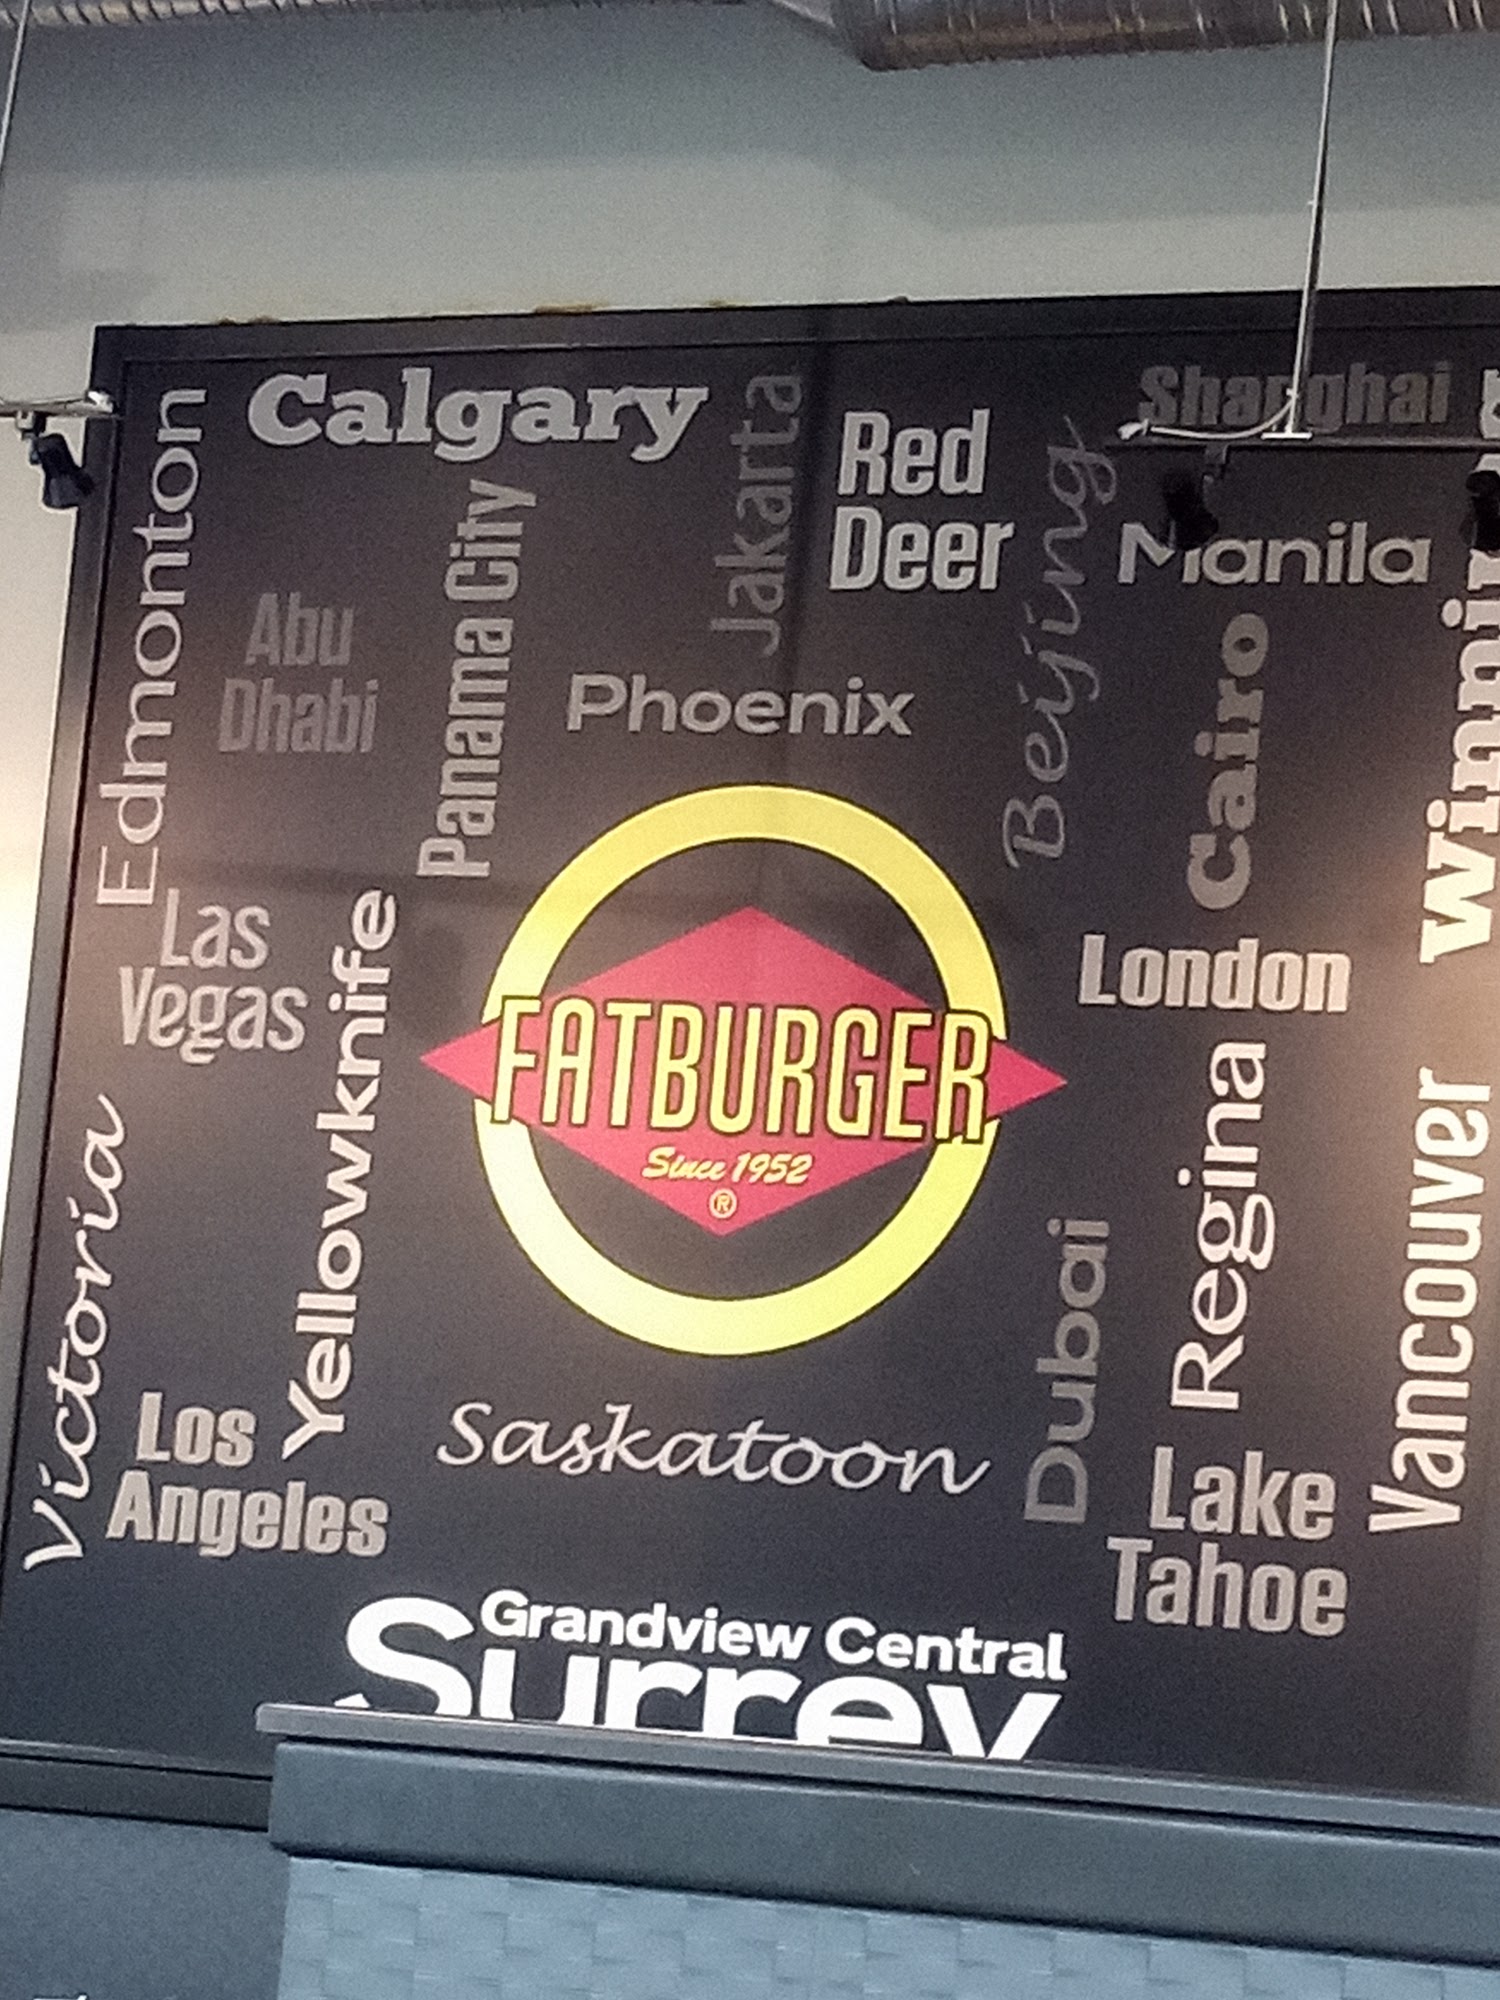 Calgary
Jakarta
Red
Deer
Shanghai
Edmonton
Panama City
Beijing
Manila
Abu
Dhabi
Phoenix
Cairo
Las
Vegas
Yellowknife
London
FATBURGER
Since 1952
®
Regina
Vancouver
Victoria
Dubai
Los
Angeles
Saskatoon
Lake
Tahoe
Grandview Central
Surrey